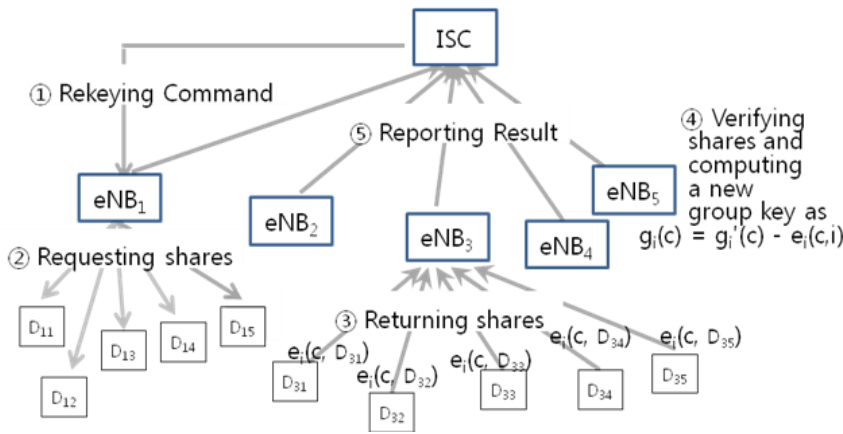 ISC
① Rekeying Command
⑤ Reporting Result
④ Verifying
shares and
computing
a new
group key as
gᵢ(c) = gᵢ'(c) - eᵢ(c,i)
eNB₁
eNB₂
eNB₃
eNB₄
eNB₅
② Requesting shares
③ Returning shares
D₁₁
D₁₂
D₁₃
D₁₄
D₁₅
eᵢ(c, D₃₁)
eᵢ(c, D₃₂)
eᵢ(c, D₃₃)
eᵢ(c, D₃₄)
eᵢ(c, D₃₅)
D₃₁
D₃₂
D₃₃
D₃₄
D₃₅